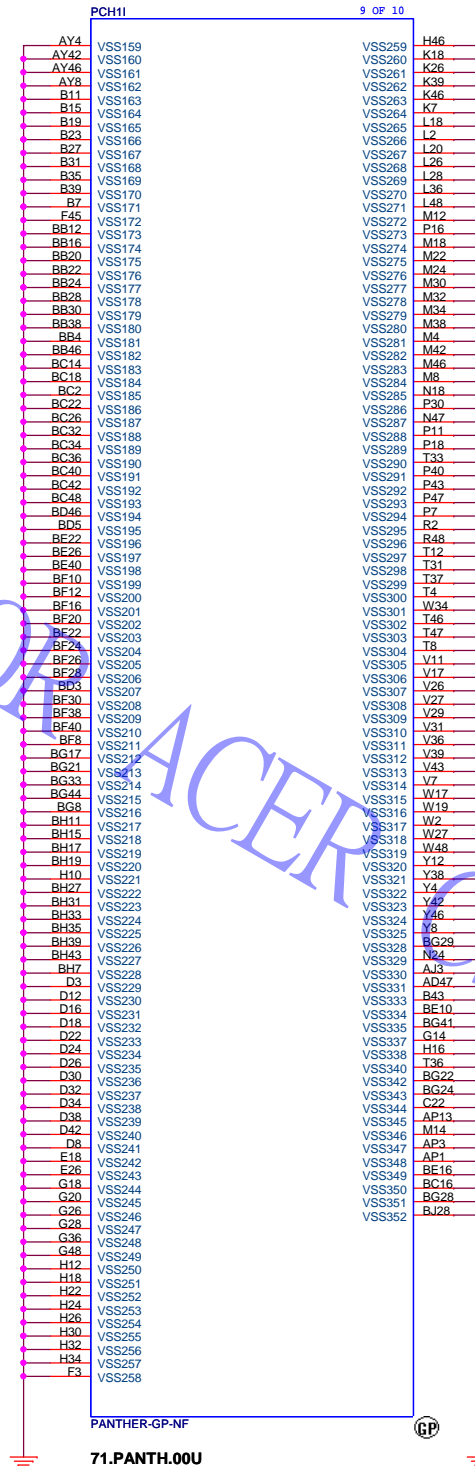 PCH1I 9 OF 10
AY4 VSS159 VSS259 H46
AY42 VSS160 VSS260 K18
AY46 VSS161 VSS261 K26
AY8 VSS162 VSS262 K39
B11 VSS163 VSS263 K46
B15 VSS164 VSS264 K7
B19 VSS165 VSS265 L18
B23 VSS166 VSS266 L2
B27 VSS167 VSS267 L20
B31 VSS168 VSS268 L26
B35 VSS169 VSS269 L28
B39 VSS170 VSS270 L36
B7 VSS171 VSS271 L48
F45 VSS172 VSS272 M12
BB12 VSS173 VSS273 P16
BB16 VSS174 VSS274 M18
BB20 VSS175 VSS275 M22
BB22 VSS176 VSS276 M24
BB24 VSS177 VSS277 M30
BB28 VSS178 VSS278 M32
BB30 VSS179 VSS279 M34
BB38 VSS180 VSS280 M38
BB4 VSS181 VSS281 M4
BB46 VSS182 VSS282 M42
BC14 VSS183 VSS283 M46
BC18 VSS184 VSS284 M8
BC2 VSS185 VSS285 N18
BC22 VSS186 VSS286 P30
BC26 VSS187 VSS287 N47
BC32 VSS188 VSS288 P11
BC34 VSS189 VSS289 P18
BC36 VSS190 VSS290 T33
BC40 VSS191 VSS291 P40
BC42 VSS192 VSS292 P43
BC48 VSS193 VSS293 P47
BD46 VSS194 VSS294 P7
BD5 VSS195 VSS295 R2
BE22 VSS196 VSS296 R48
BE26 VSS197 VSS297 T12
BE40 VSS198 VSS298 T31
BF10 VSS199 VSS299 T37
BF12 VSS200 VSS300 T4
BF16 VSS201 VSS301 W34
BF20 VSS202 VSS302 T46
BF22 VSS203 VSS303 T47
BF24 VSS204 VSS304 T8
BF26 VSS205 VSS305 V11
BF28 VSS206 VSS306 V17
BD3 VSS207 VSS307 V26
BF30 VSS208 VSS308 V27
BF38 VSS209 VSS309 V29
BF40 VSS210 VSS310 V31
BF8 VSS211 VSS311 V36
BG17 VSS212 VSS312 V39
BG21 VSS213 VSS313 V43
BG33 VSS214 VSS314 V7
BG44 VSS215 VSS315 W17
BG8 VSS216 VSS316 W19
BH11 VSS217 VSS317 W2
BH15 VSS218 VSS318 W27
BH17 VSS219 VSS319 W48
BH19 VSS220 VSS320 Y12
H10 VSS221 VSS321 Y38
BH27 VSS222 VSS322 Y4
BH31 VSS223 VSS323 Y42
BH33 VSS224 VSS324 Y46
BH35 VSS225 VSS325 Y8
BH39 VSS226 VSS328 BG29
BH43 VSS227 VSS329 N24
BH7 VSS228 VSS330 AJ3
D3 VSS229 VSS331 AD47
D12 VSS230 VSS333 B43
D16 VSS231 VSS334 BE10
D18 VSS232 VSS335 BG41
D22 VSS233 VSS337 G14
D24 VSS234 VSS338 H16
D26 VSS235 VSS340 T36
D30 VSS236 VSS342 BG22
D32 VSS237 VSS343 BG24
D34 VSS238 VSS344 C22
D38 VSS239 VSS345 AP13
D42 VSS240 VSS346 M14
D8 VSS241 VSS347 AP3
E18 VSS242 VSS348 AP1
E26 VSS243 VSS349 BE16
G18 VSS244 VSS350 BC16
G20 VSS245 VSS351 BG28
G26 VSS246 VSS352 BJ28
G28 VSS247
G36 VSS248
G48 VSS249
H12 VSS250
H18 VSS251
H22 VSS252
H24 VSS253
H26 VSS254
H30 VSS255
H32 VSS256
H34 VSS257
F3 VSS258
OR ACER C
PANTHER-GP-NF GP
71.PANTH.00U